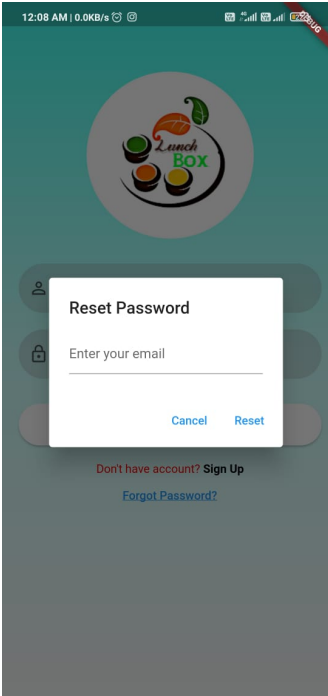 12:08 AM | 0.0KB/s
Lunch
Box
Reset Password
Enter your email
Cancel
Reset
Don't have account? Sign Up
Forgot Password?